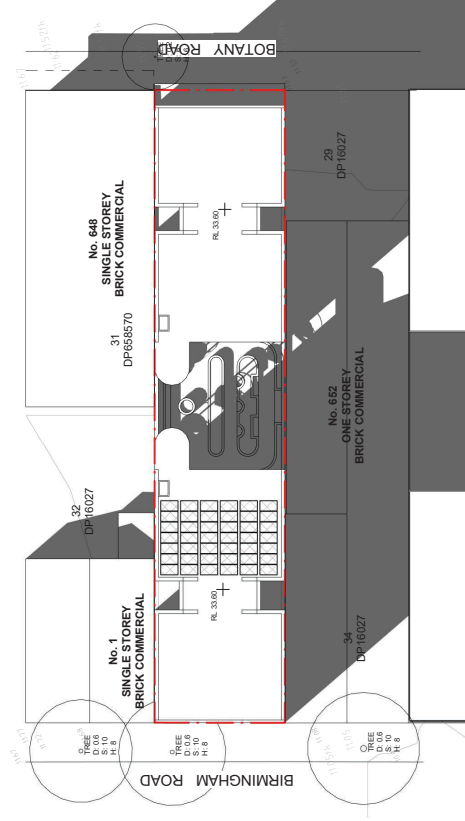 BOTANY ROAD
29
DP16027
No. 648
SINGLE STOREY
BRICK COMMERCIAL
RL 33.60
31
DP658570
No. 652
ONE STOREY
BRICK COMMERCIAL
32
DP16027
No. 1
SINGLE STOREY
BRICK COMMERCIAL
RL 33.60
34
DP16027
TREE
D: 0.6
S: 10
H: 8
TREE
D: 0.6
S: 10
H: 8
TREE
D: 0.6
S: 10
H: 8
BIRMINGHAM ROAD